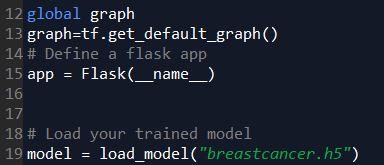 12 global graph
13 graph=tf.get_default_graph()
14 # Define a flask app
15 app = Flask(__name__)
16
17
18 # Load your trained model
19 model = load_model("breastcancer.h5")